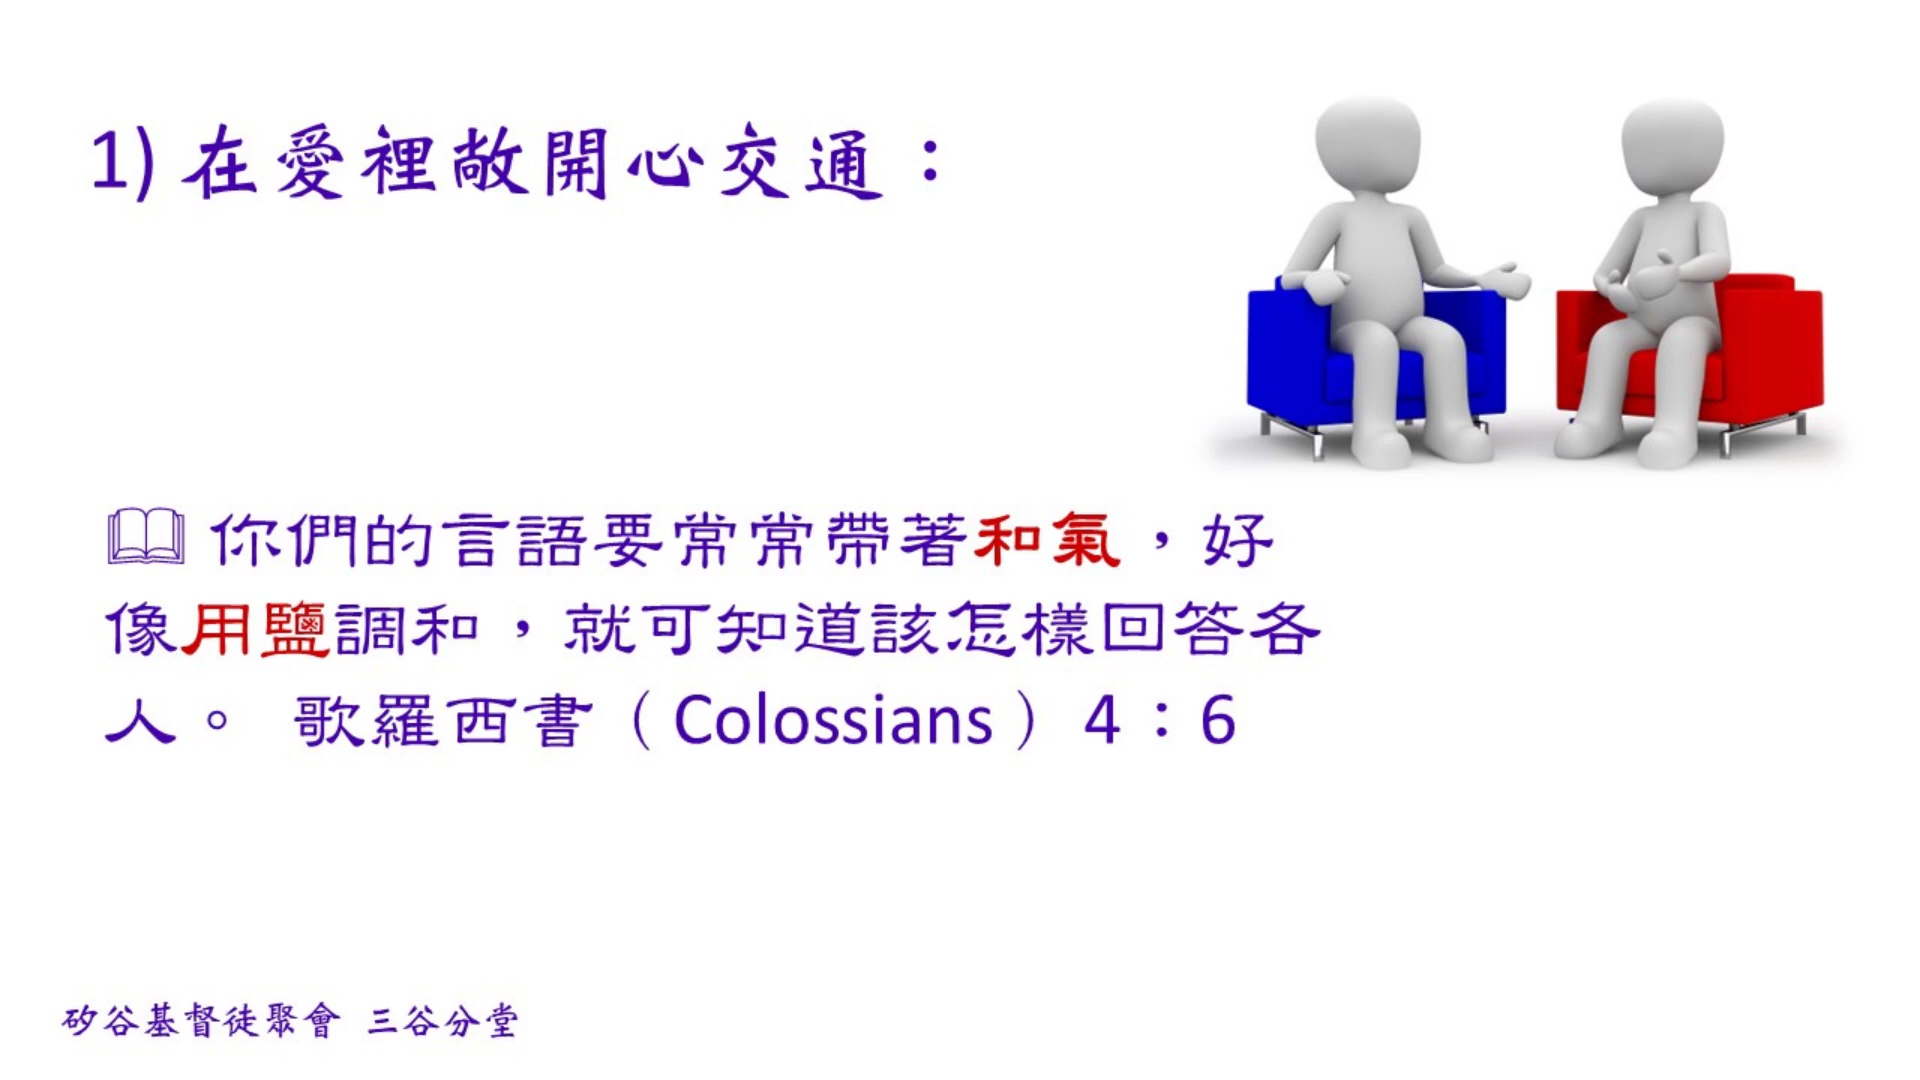 1) 在愛裡敞開心交通：
📖 你們的言語要常常帶著和氣，好
像用鹽調和，就可知道該怎樣回答各
人。 歌羅西書（Colossians） 4：6
矽谷基督徒聚會 三谷分堂